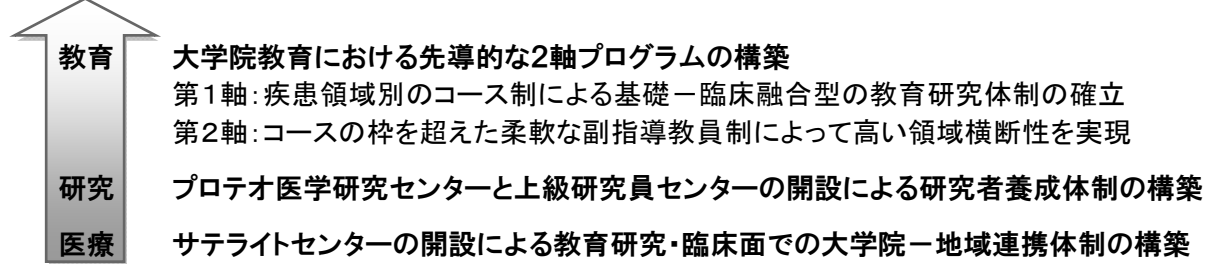 教育 大学院教育における先導的な2軸プログラムの構築
第1軸:疾患領域別のコース制による基礎-臨床融合型の教育研究体制の確立
第2軸:コースの枠を超えた柔軟な副指導教員制によって高い領域横断性を実現
研究 プロテオ医学研究センターと上級研究員センターの開設による研究者養成体制の構築
医療 サテライトセンターの開設による教育研究・臨床面での大学院-地域連携体制の構築